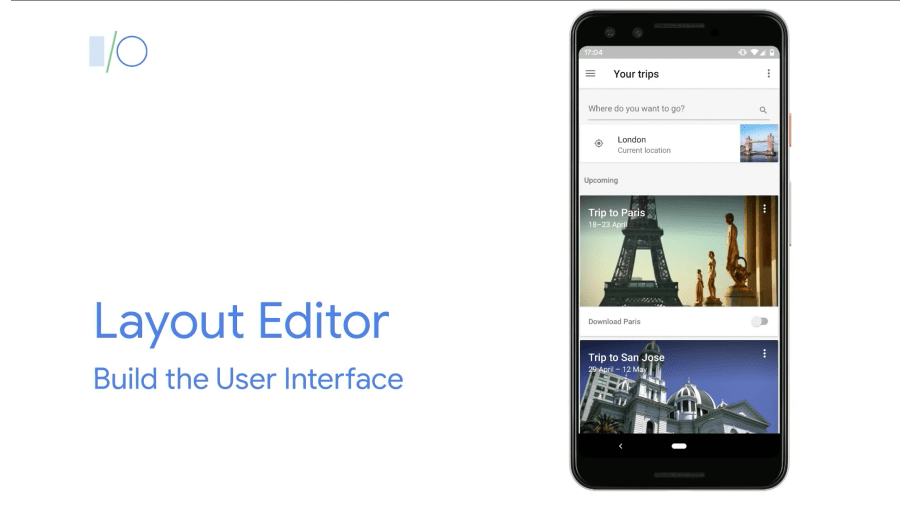 I/O
Layout Editor
Build the User Interface
17:04
Your trips
Where do you want to go?
London
Current location
Upcoming
Trip to Paris
18–23 April
Download Paris
Trip to San Jose
29 April – 12 May